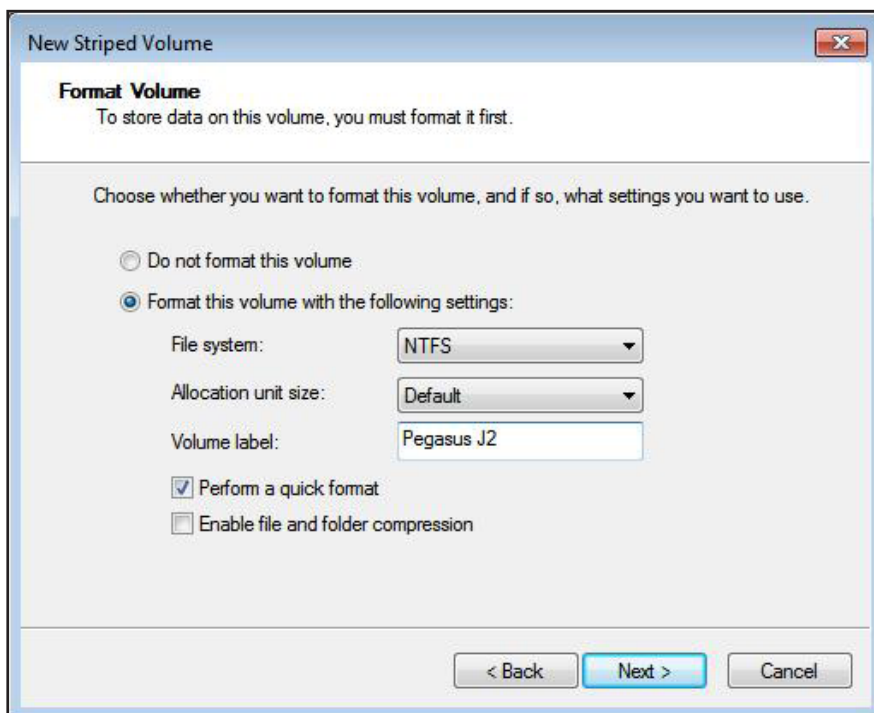 New Striped Volume
Format Volume
To store data on this volume, you must format it first.
Choose whether you want to format this volume, and if so, what settings you want to use.
Do not format this volume
Format this volume with the following settings:
File system: NTFS
Allocation unit size: Default
Volume label: Pegasus J2
Perform a quick format
Enable file and folder compression
< Back Next > Cancel